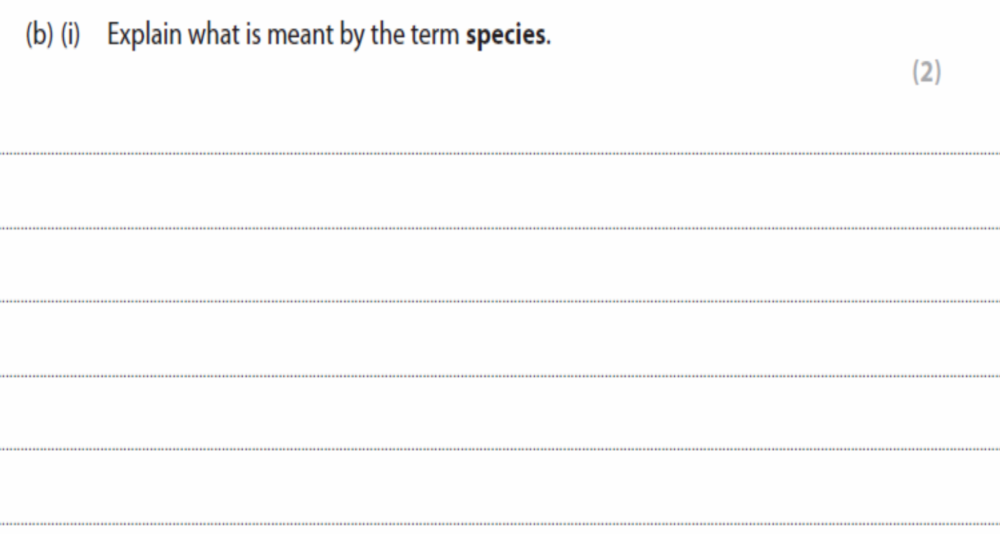 (b) (i) Explain what is meant by the term species.
(2)